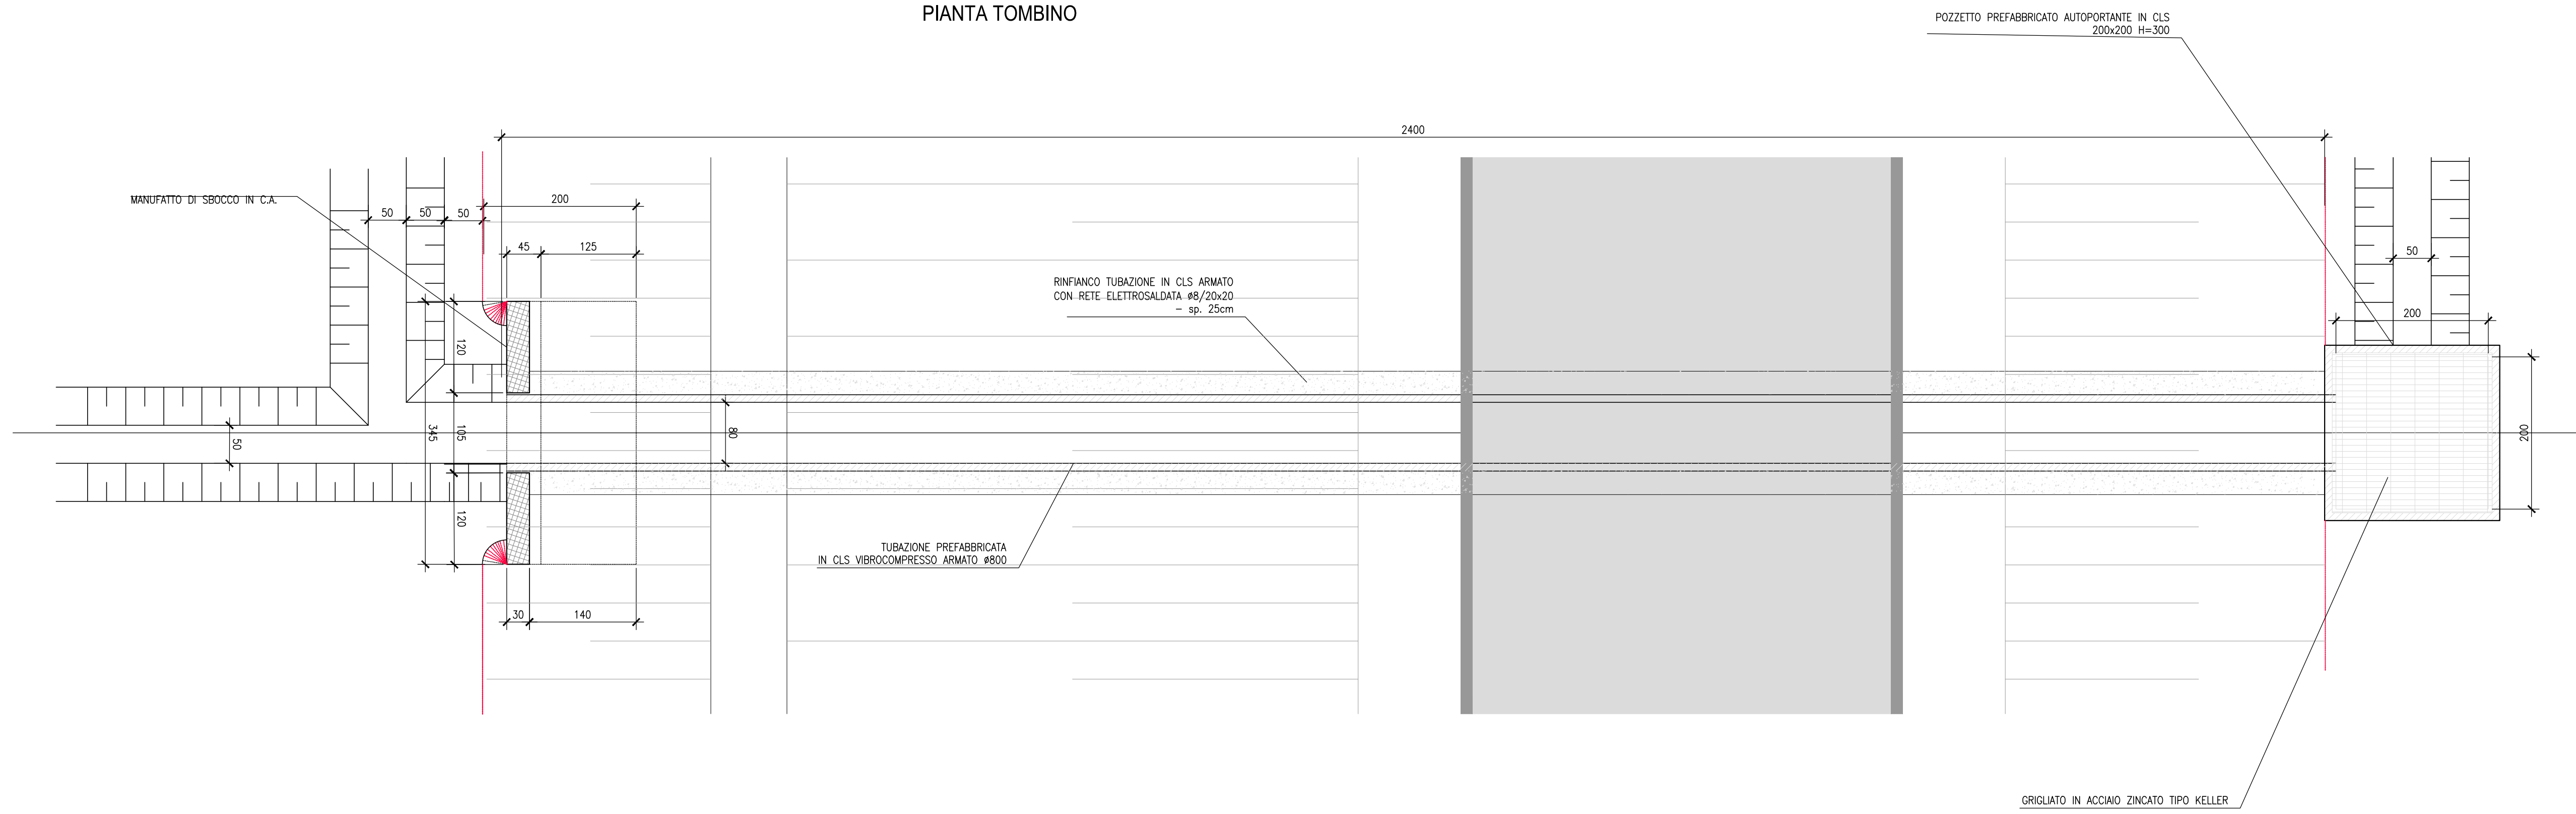 PIANTA TOMBINO
POZZETTO PREFABBRICATO AUTOPORTANTE IN CLS
200x200 H=300
2400
MANUFATTO DI SBOCCO IN C.A.
50
50
50
200
45
125
RINFIANCO TUBAZIONE IN CLS ARMATO
CON RETE ELETTROSALDATA ø8/20x20
- sp. 25cm
50
200
120
345
105
50
80
200
120
TUBAZIONE PREFABBRICATA
IN CLS VIBROCOMPRESSO ARMATO ø800
30
140
GRIGLIATO IN ACCIAIO ZINCATO TIPO KELLER